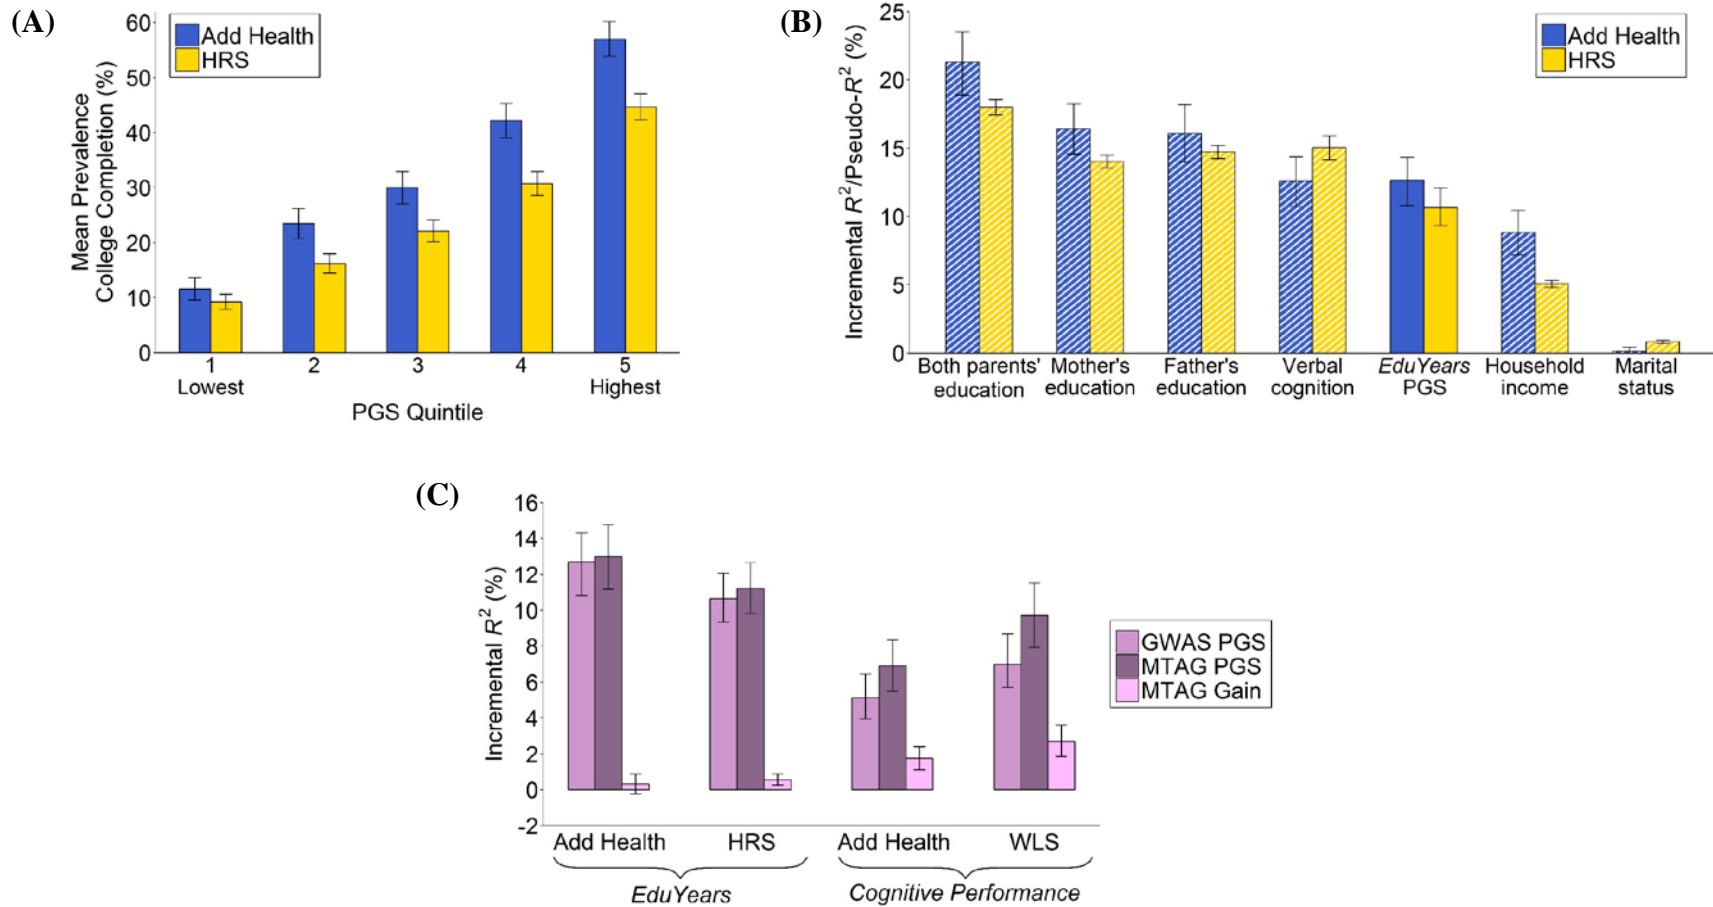 (A)
Add Health
HRS
Mean Prevalence
College Completion (%)
60
50
40
30
20
10
0
1
2
3
4
5
Lowest
Highest
PGS Quintile
(B)
Add Health
HRS
Incremental R²/Pseudo-R² (%)
25
20
15
10
5
0
Both parents' education
Mother's education
Father's education
Verbal cognition
EduYears PGS
Household income
Marital status
(C)
Incremental R² (%)
16
14
12
10
8
6
4
2
0
-2
GWAS PGS
MTAG PGS
MTAG Gain
Add Health
HRS
Add Health
WLS
EduYears
Cognitive Performance